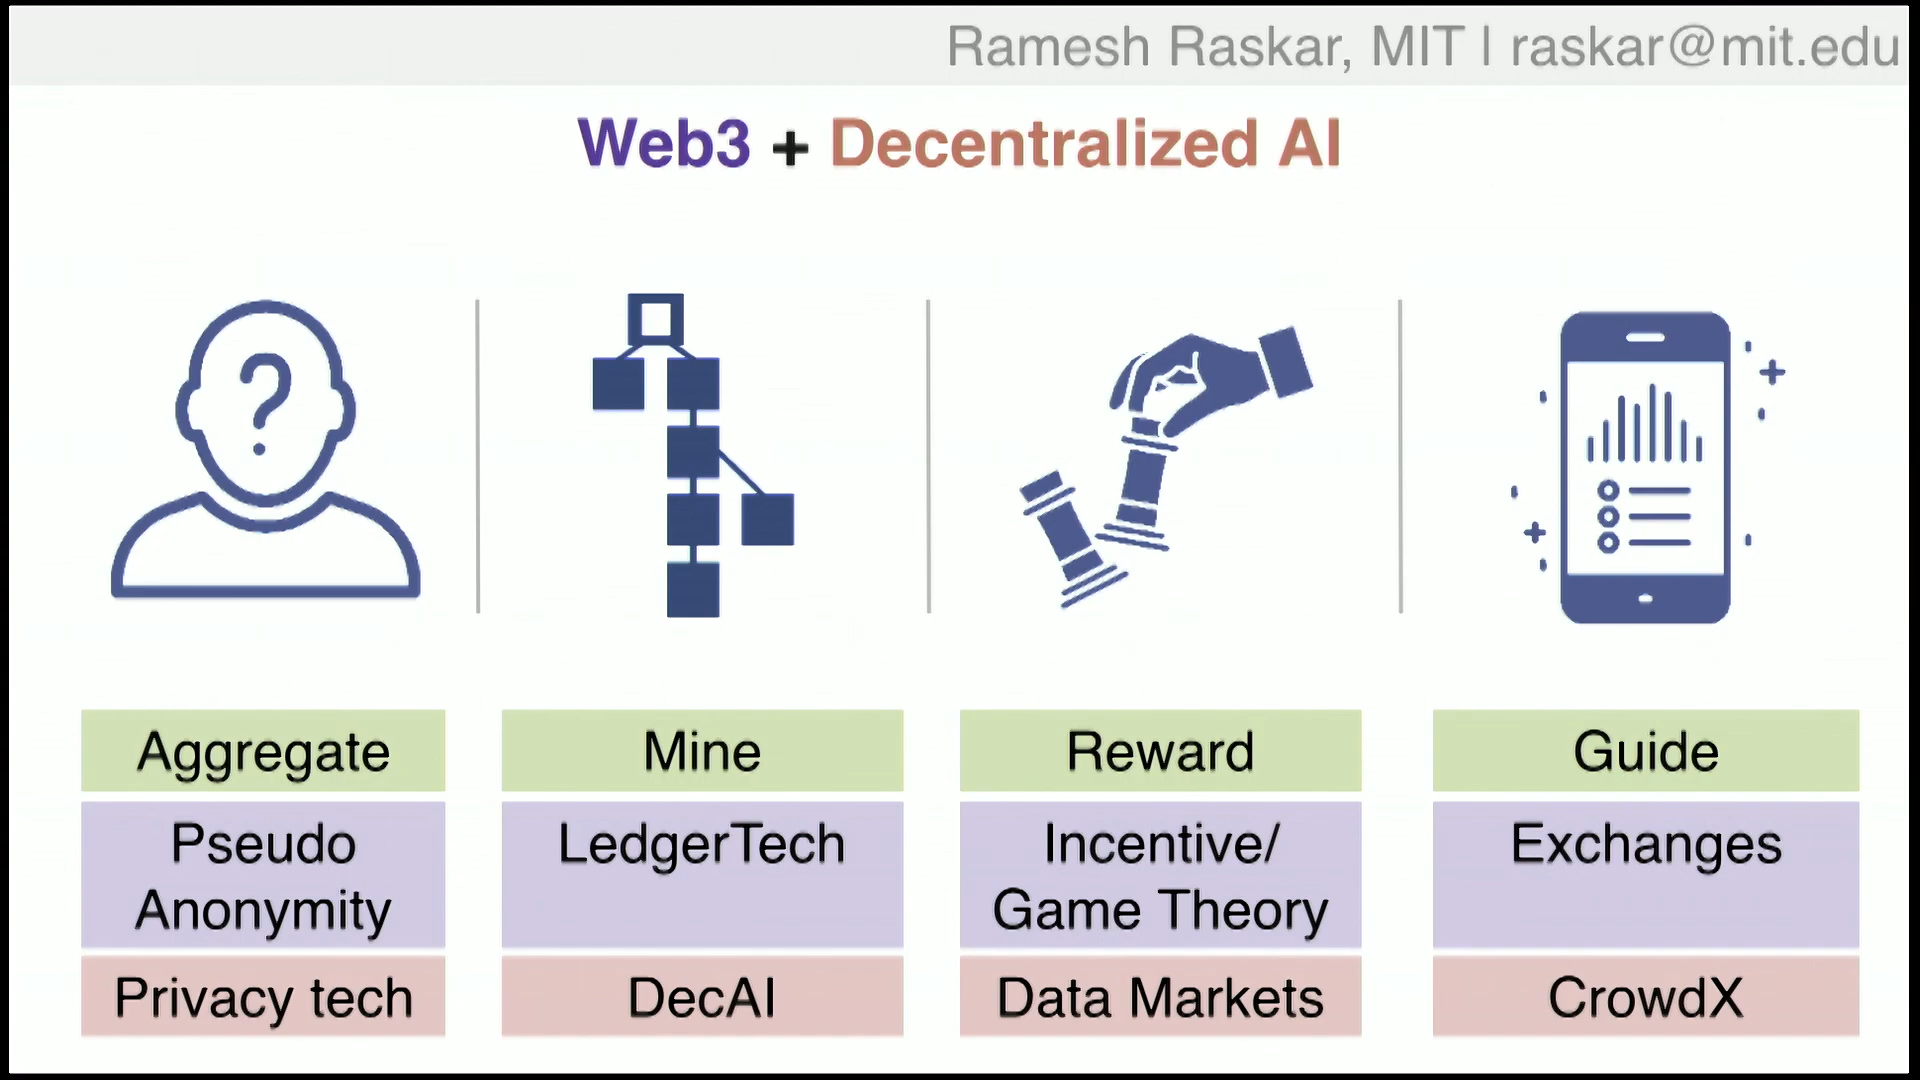 Ramesh Raskar, MIT | raskar@mit.edu
Web3 + Decentralized AI
?
Aggregate
Mine
Reward
Guide
Pseudo
Anonymity
LedgerTech
Incentive/
Game Theory
Exchanges
Privacy tech
DecAI
Data Markets
CrowdX